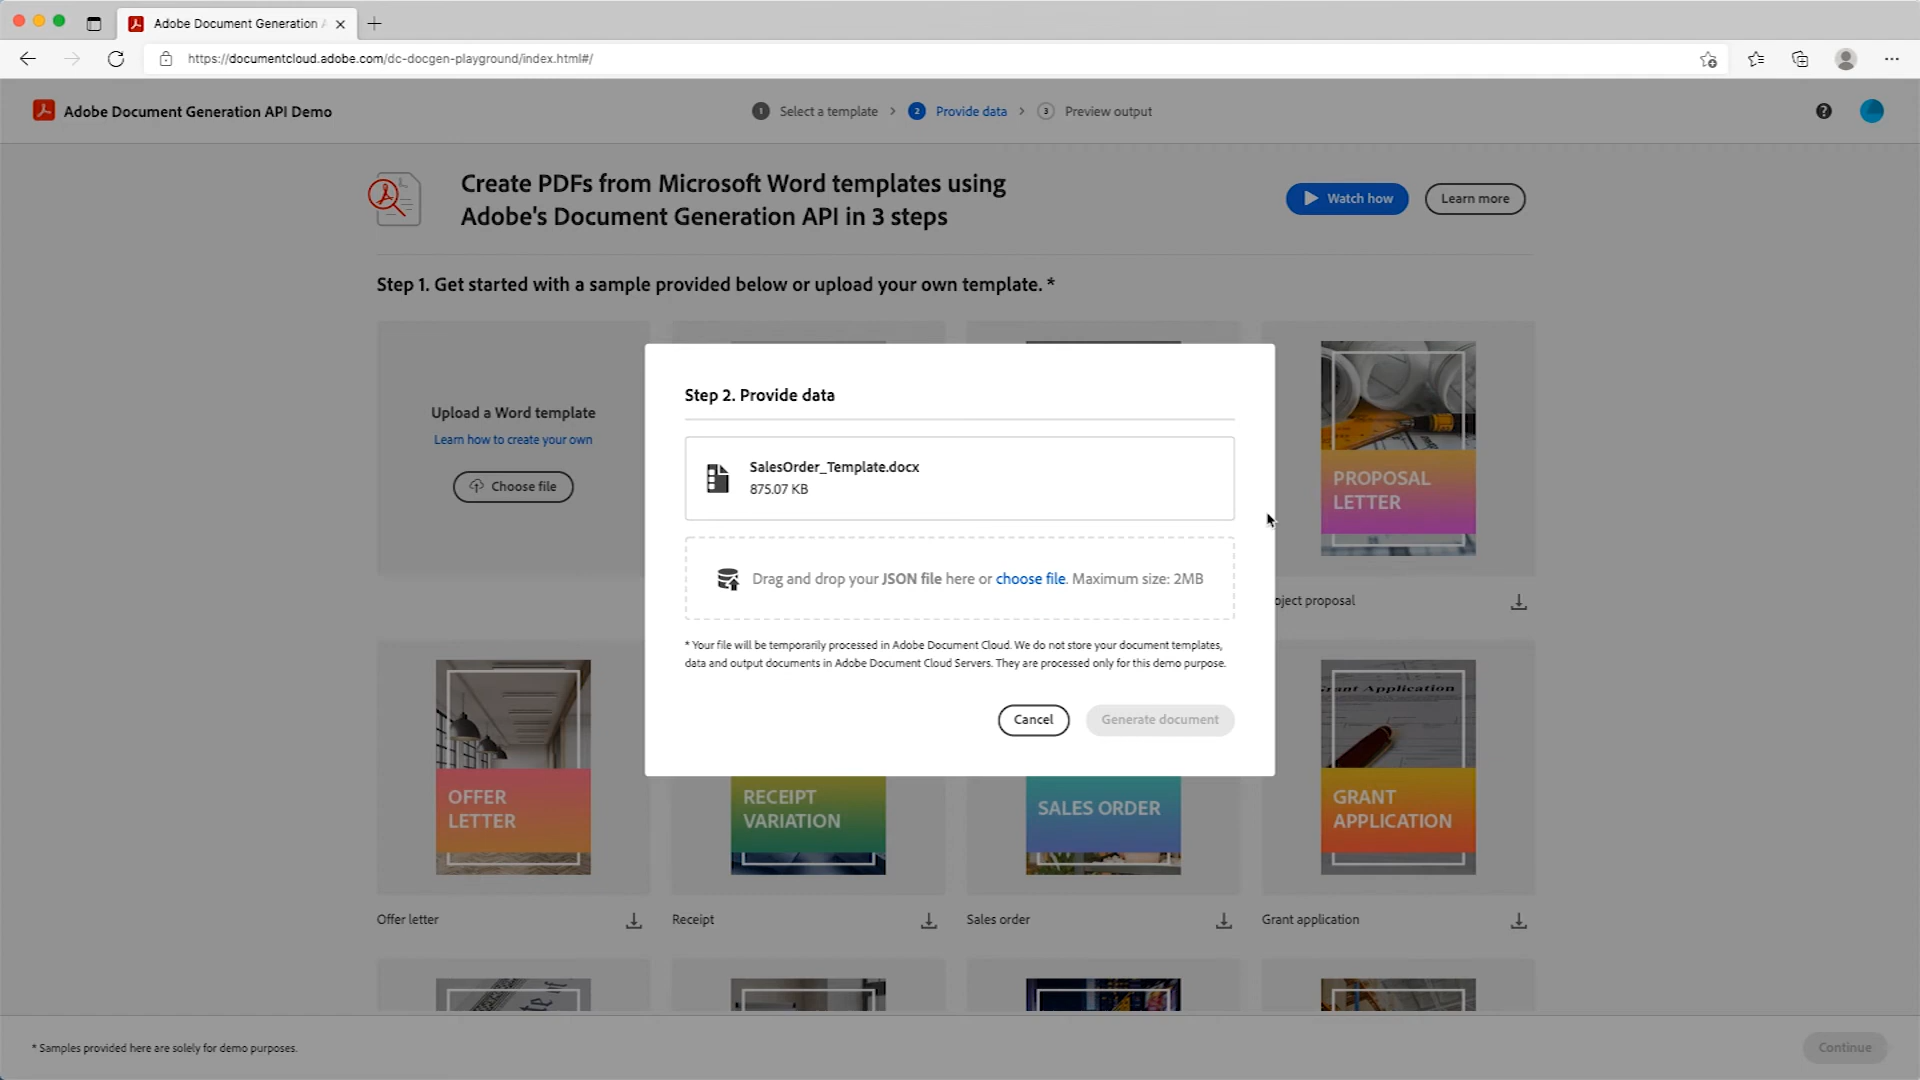 Adobe Document Generation A
https://documentcloud.adobe.com/dc-docgen-playground/index.html#/
Adobe Document Generation API Demo
1 Select a template > 2 Provide data > 3 Preview output
?
Create PDFs from Microsoft Word templates using
Adobe's Document Generation API in 3 steps
Watch how
Learn more
Step 1. Get started with a sample provided below or upload your own template. *
Upload a Word template
Learn how to create your own
Choose file
PROPOSAL
LETTER
oject proposal
Step 2. Provide data
SalesOrder_Template.docx
875.07 KB
Drag and drop your JSON file here or choose file. Maximum size: 2MB
* Your file will be temporarily processed in Adobe Document Cloud. We do not store your document templates,
data and output documents in Adobe Document Cloud Servers. They are processed only for this demo purpose.
Cancel
Generate document
OFFER
LETTER
RECEIPT
VARIATION
SALES ORDER
Grant Application
GRANT
APPLICATION
Offer letter
Receipt
Sales order
Grant application
* Samples provided here are solely for demo purposes.
Continue